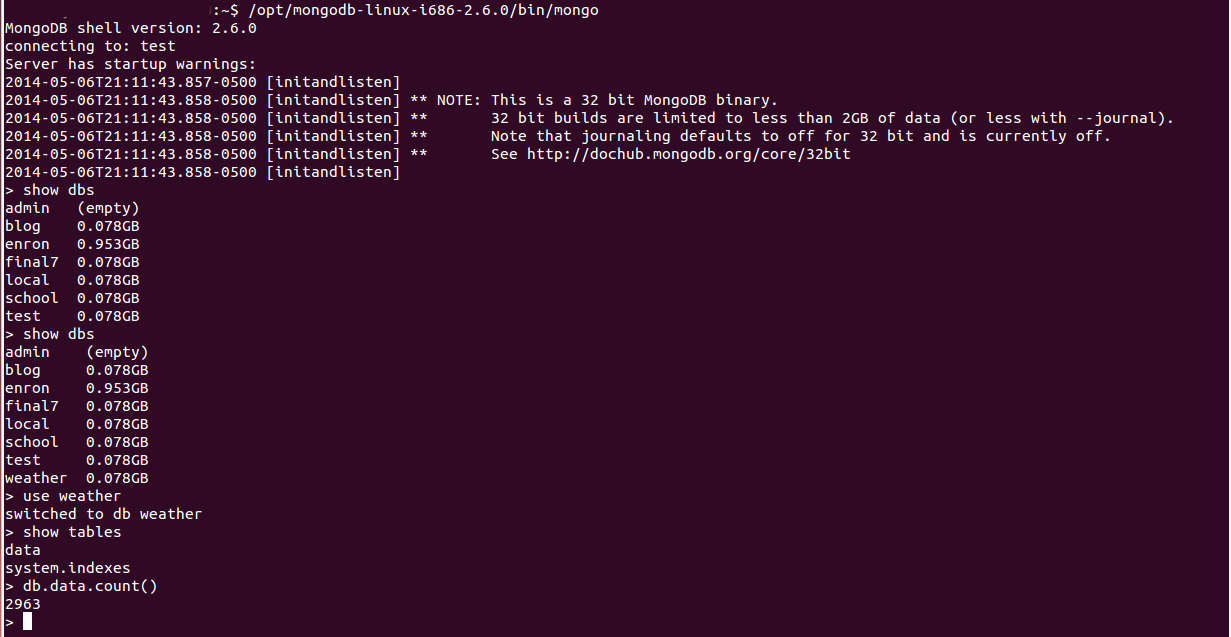 :~$ /opt/mongodb-linux-i686-2.6.0/bin/mongo
MongoDB shell version: 2.6.0
connecting to: test
Server has startup warnings:
2014-05-06T21:11:43.857-0500 [initandlisten]
2014-05-06T21:11:43.858-0500 [initandlisten] ** NOTE: This is a 32 bit MongoDB binary.
2014-05-06T21:11:43.858-0500 [initandlisten] **       32 bit builds are limited to less than 2GB of data (or less with --journal).
2014-05-06T21:11:43.858-0500 [initandlisten] **       Note that journaling defaults to off for 32 bit and is currently off.
2014-05-06T21:11:43.858-0500 [initandlisten] **       See http://dochub.mongodb.org/core/32bit
2014-05-06T21:11:43.858-0500 [initandlisten]
> show dbs
admin   (empty)
blog    0.078GB
enron   0.953GB
final7  0.078GB
local   0.078GB
school  0.078GB
test    0.078GB
> show dbs
admin    (empty)
blog     0.078GB
enron    0.953GB
final7   0.078GB
local    0.078GB
school   0.078GB
test     0.078GB
weather  0.078GB
> use weather
switched to db weather
> show tables
data
system.indexes
> db.data.count()
2963
>